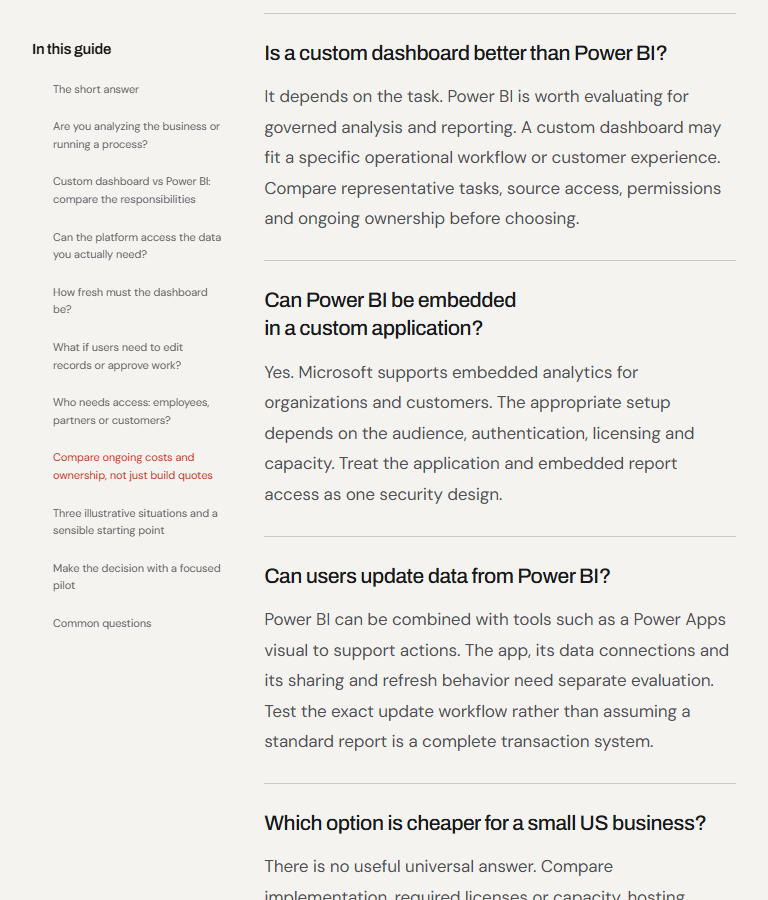 In this guide
The short answer
Are you analyzing the business or
running a process?
Custom dashboard vs Power BI:
compare the responsibilities
Can the platform access the data
you actually need?
How fresh must the dashboard
be?
What if users need to edit
records or approve work?
Who needs access: employees,
partners or customers?
Compare ongoing costs and
ownership, not just build quotes
Three illustrative situations and a
sensible starting point
Make the decision with a focused
pilot
Common questions
Is a custom dashboard better than Power BI?
It depends on the task. Power BI is worth evaluating for
governed analysis and reporting. A custom dashboard may
fit a specific operational workflow or customer experience.
Compare representative tasks, source access, permissions
and ongoing ownership before choosing.
Can Power BI be embedded
in a custom application?
Yes. Microsoft supports embedded analytics for
organizations and customers. The appropriate setup
depends on the audience, authentication, licensing and
capacity. Treat the application and embedded report
access as one security design.
Can users update data from Power BI?
Power BI can be combined with tools such as a Power Apps
visual to support actions. The app, its data connections and
its sharing and refresh behavior need separate evaluation.
Test the exact update workflow rather than assuming a
standard report is a complete transaction system.
Which option is cheaper for a small US business?
There is no useful universal answer. Compare
implementation, required licenses or capacity, hosting,